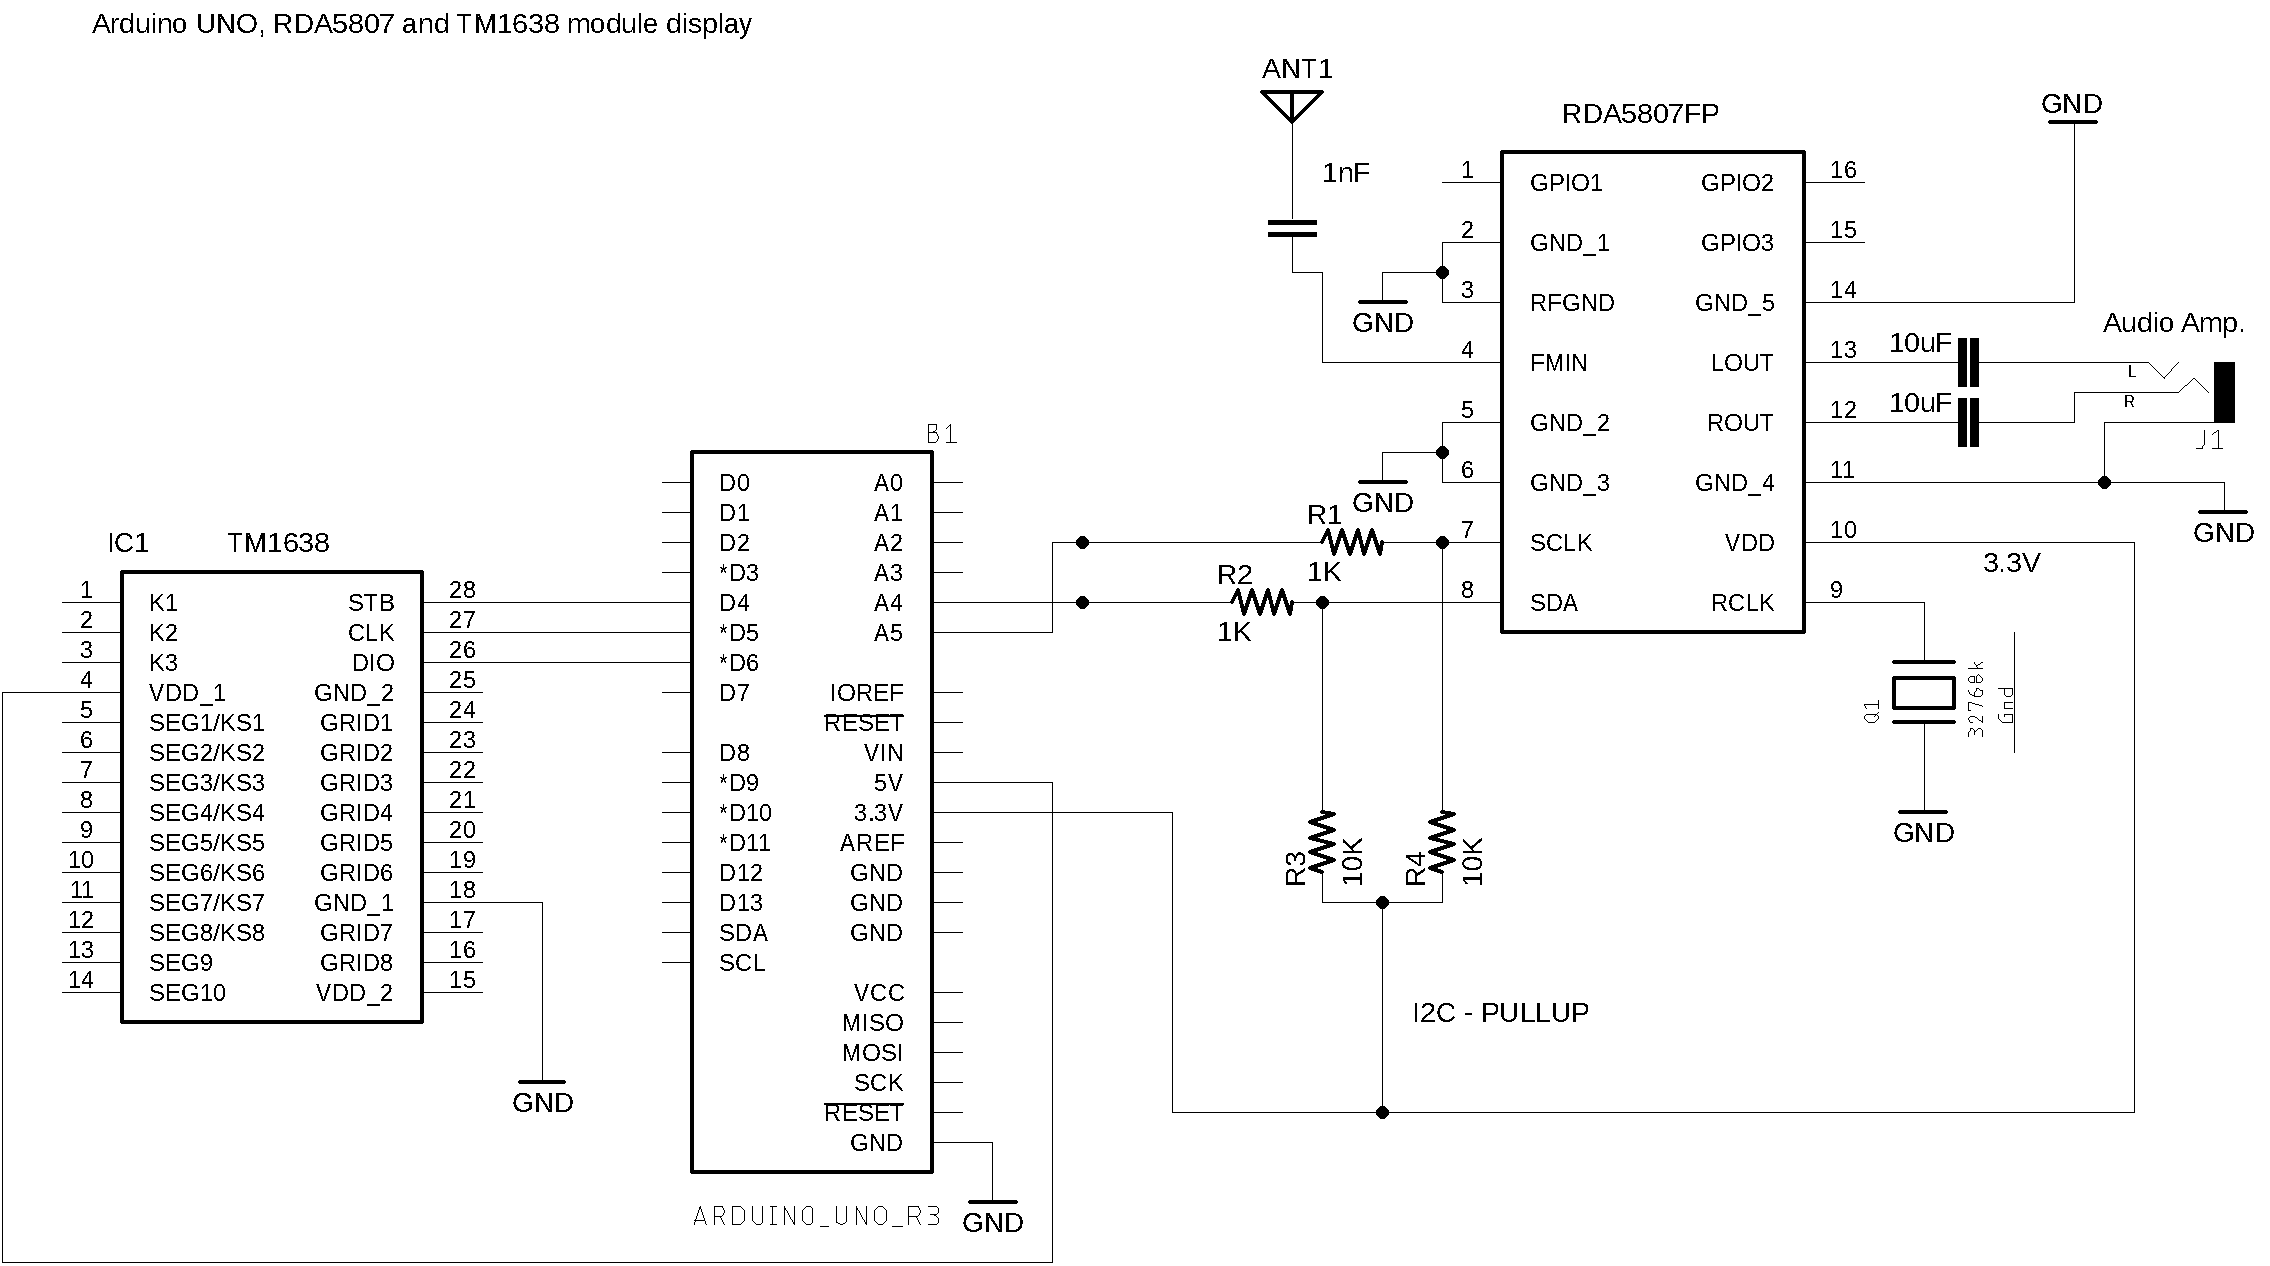 Arduino UNO, RDA5807 and TM1638 module display
ANT1
1nF
RDA5807FP
GND
1 GPIO1 GPIO2 16
2 GND_1 GPIO3 15
3 RFGND GND_5 14
GND
4 FMIN LOUT 13
5 GND_2 ROUT 12
6 GND_3 GND_4 11
GND
7 SCLK VDD 10
8 SDA RCLK 9
10uF
10uF
Audio Amp.
L
R
J1
GND
3.3V
Q1
32768k
Gnd
GND
R1
1K
R2
1K
R3
10K
R4
10K
I2C - PULLUP
B1
D0 A0
D1 A1
D2 A2
*D3 A3
D4 A4
*D5 A5
*D6
D7 IOREF
RESET
D8 VIN
*D9 5V
*D10 3.3V
*D11 AREF
D12 GND
D13 GND
SDA GND
SCL
VCC
MISO
MOSI
SCK
RESET
GND
ARDUINO_UNO_R3
GND
IC1 TM1638
1 K1 STB 28
2 K2 CLK 27
3 K3 DIO 26
4 VDD_1 GND_2 25
5 SEG1/KS1 GRID1 24
6 SEG2/KS2 GRID2 23
7 SEG3/KS3 GRID3 22
8 SEG4/KS4 GRID4 21
9 SEG5/KS5 GRID5 20
10 SEG6/KS6 GRID6 19
11 SEG7/KS7 GND_1 18
12 SEG8/KS8 GRID7 17
13 SEG9 GRID8 16
14 SEG10 VDD_2 15
GND